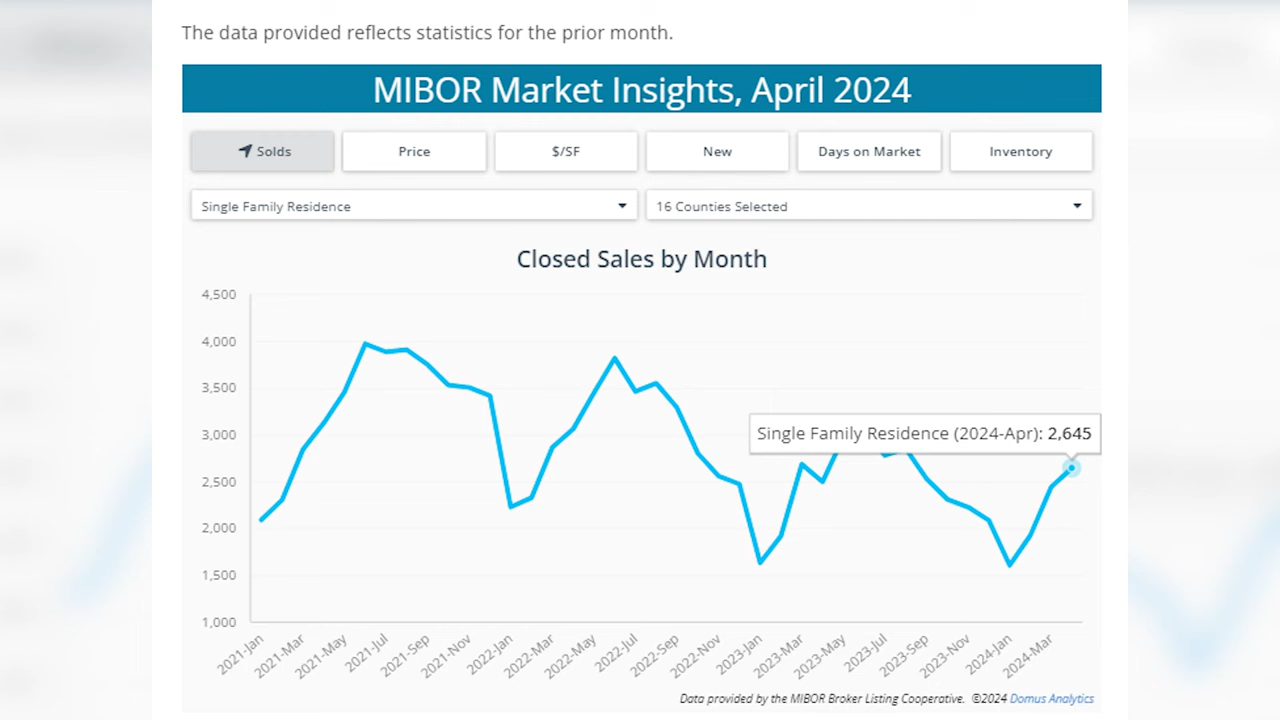 The data provided reflects statistics for the prior month.
MIBOR Market Insights, April 2024
Solds Price $/SF New Days on Market Inventory
Single Family Residence 16 Counties Selected
Closed Sales by Month
4,500
4,000
3,500
3,000
2,500
2,000
1,500
1,000
Single Family Residence (2024-Apr): 2,645
2021-Jan 2021-Mar 2021-May 2021-Jul 2021-Sep 2021-Nov 2022-Jan 2022-Mar 2022-May 2022-Jul 2022-Sep 2022-Nov 2023-Jan 2023-Mar 2023-May 2023-Jul 2023-Sep 2023-Nov 2024-Jan 2024-Mar
Data provided by the MIBOR Broker Listing Cooperative. ©2024 Domus Analytics